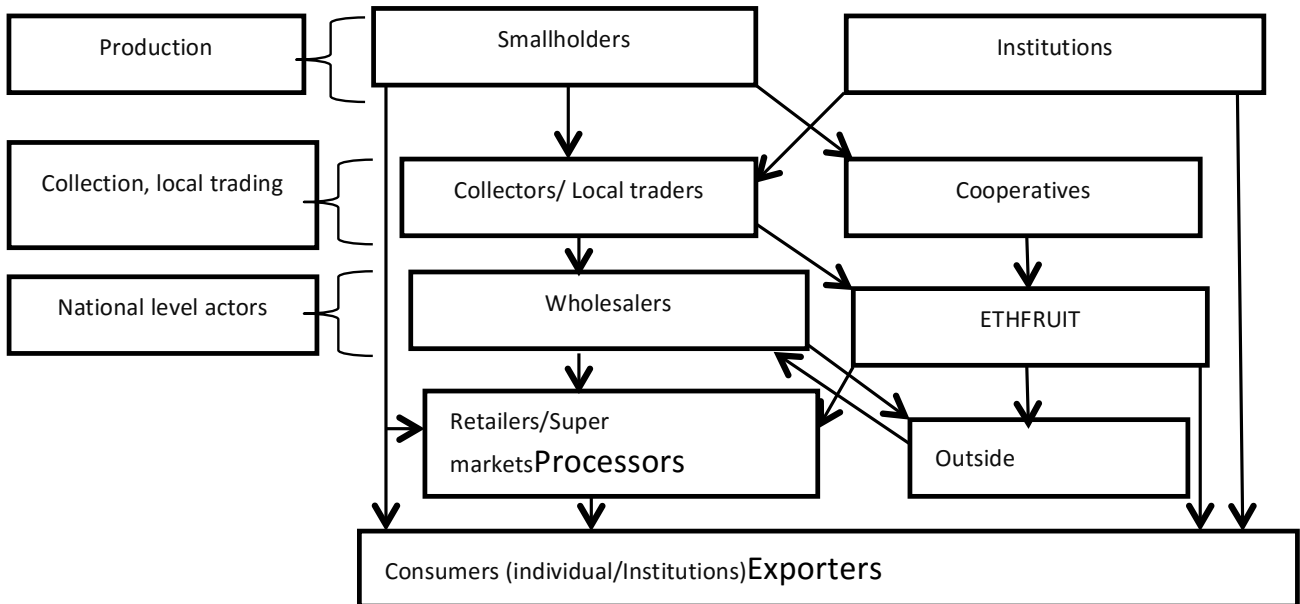 Production
Smallholders
Institutions
Collection, local trading
Collectors/ Local traders
Cooperatives
National level actors
Wholesalers
ETHFRUIT
Retailers/Super
marketsProcessors
Outside
Consumers (individual/Institutions)Exporters